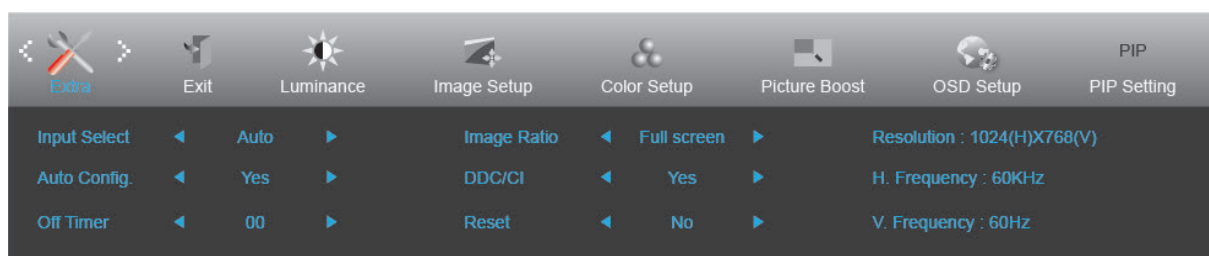 PIP
Extra Exit Luminance Image Setup Color Setup Picture Boost OSD Setup PIP Setting
Input Select Auto Image Ratio Full screen Resolution : 1024(H)X768(V)
Auto Config. Yes DDC/CI Yes H. Frequency : 60KHz
Off Timer 00 Reset No V. Frequency : 60Hz